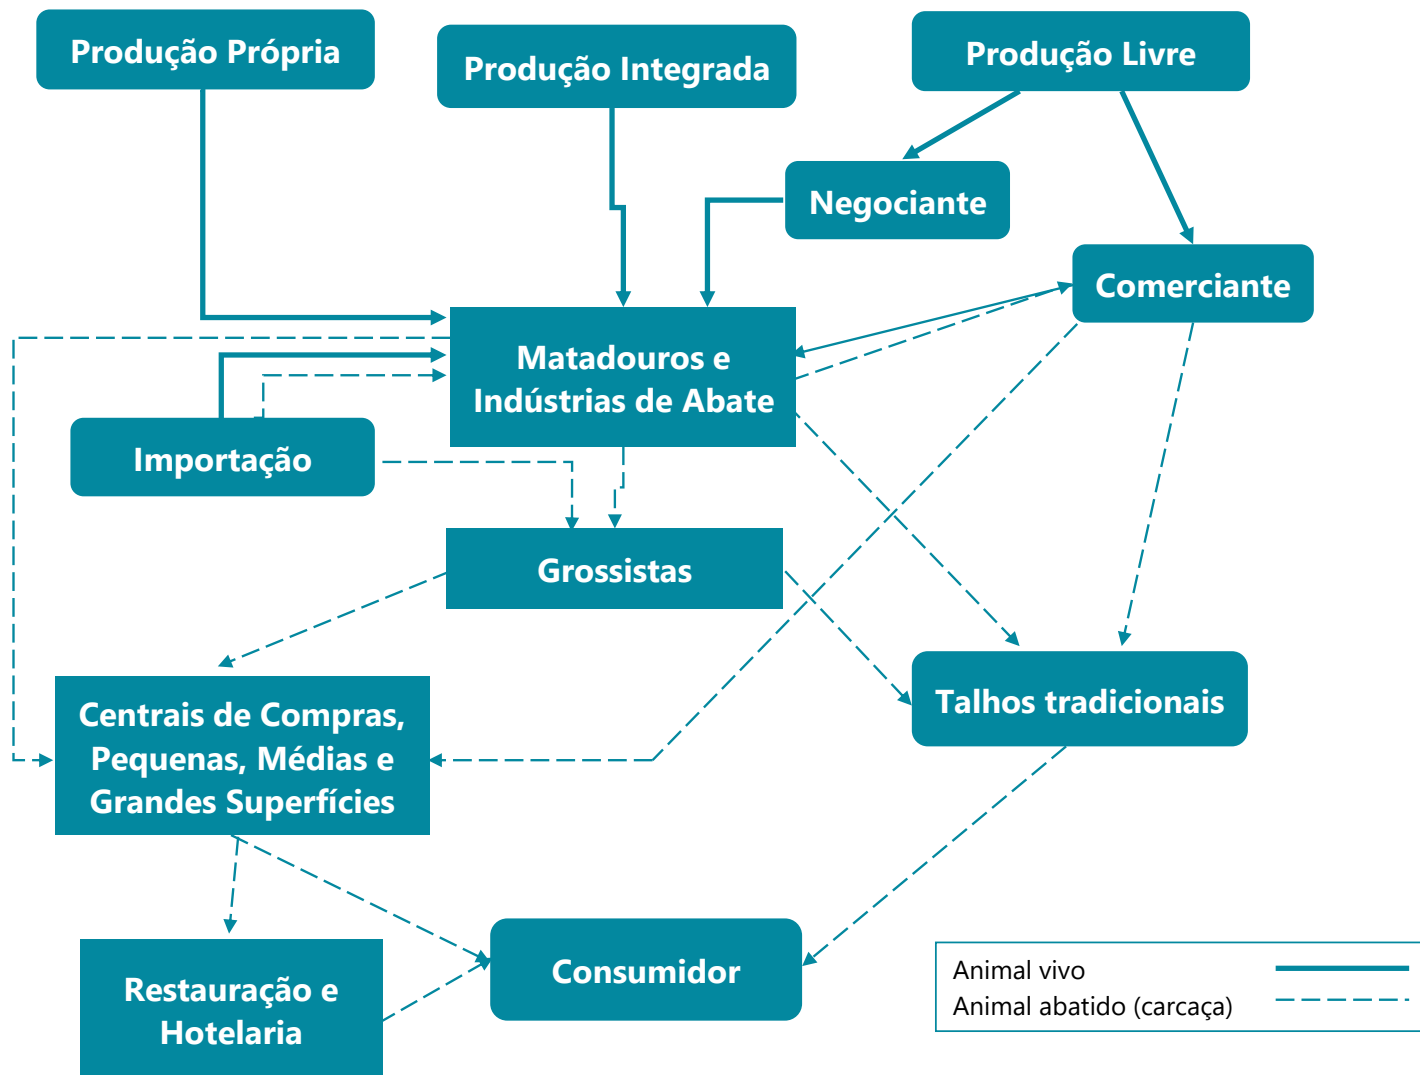 Produção Própria
Produção Integrada
Produção Livre
Negociante
Comerciante
Matadouros e
Indústrias de Abate
Importação
Grossistas
Centrais de Compras,
Pequenas, Médias e
Grandes Superfícies
Talhos tradicionais
Restauração e
Hotelaria
Consumidor
Animal vivo
Animal abatido (carcaça)